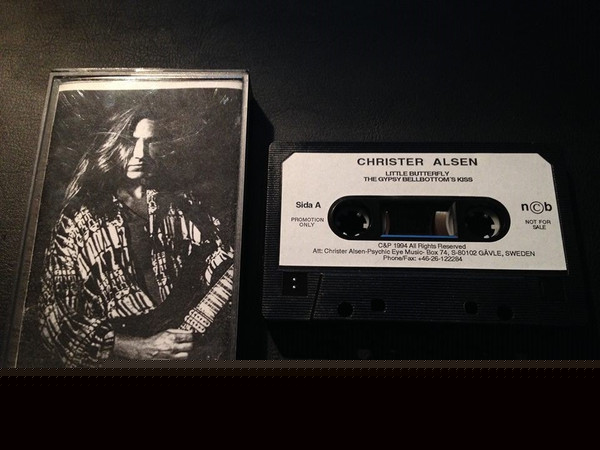 CHRISTER ALSEN
LITTLE BUTTERFLY
THE GYPSY BELLBOTTOM'S KISS
Sida A
n©b
PROMOTION
ONLY
NOT FOR
SALE
C&P 1994 All Rights Reserved
Att: Christer Alsen-Psychic Eye Music- Box 74, S-80102 GÄVLE, SWEDEN
Phone/Fax: +46-26-122284